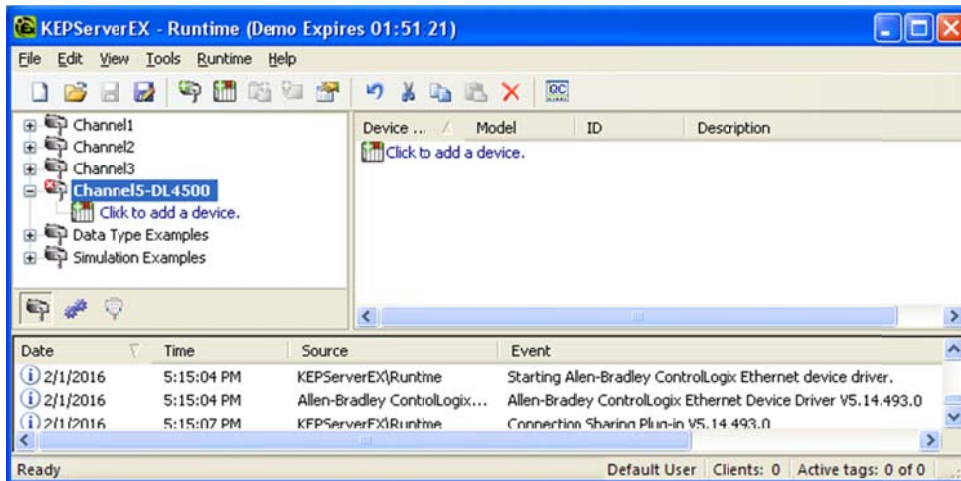 KEPServerEX - Runtime (Demo Expires 01:51:21)
File Edit View Tools Runtime Help
QC
Channel1
Channel2
Channel3
Channel5-DL4500
Click to add a device.
Data Type Examples
Simulation Examples
Device ... Model ID Description
Click to add a device.
Date Time Source Event
2/1/2016 5:15:04 PM KEPServerEX\Runtime Starting Allen-Bradley ControlLogix Ethernet device driver.
2/1/2016 5:15:04 PM Allen-Bradley ControlLogix... Allen-Bradley ControlLogix Ethernet Device Driver V5.14.493.0
2/1/2016 5:15:07 PM KEPServerEX\Runtime Connection Sharing Plug-in V5.14.493.0
Ready Default User Clients: 0 Active tags: 0 of 0